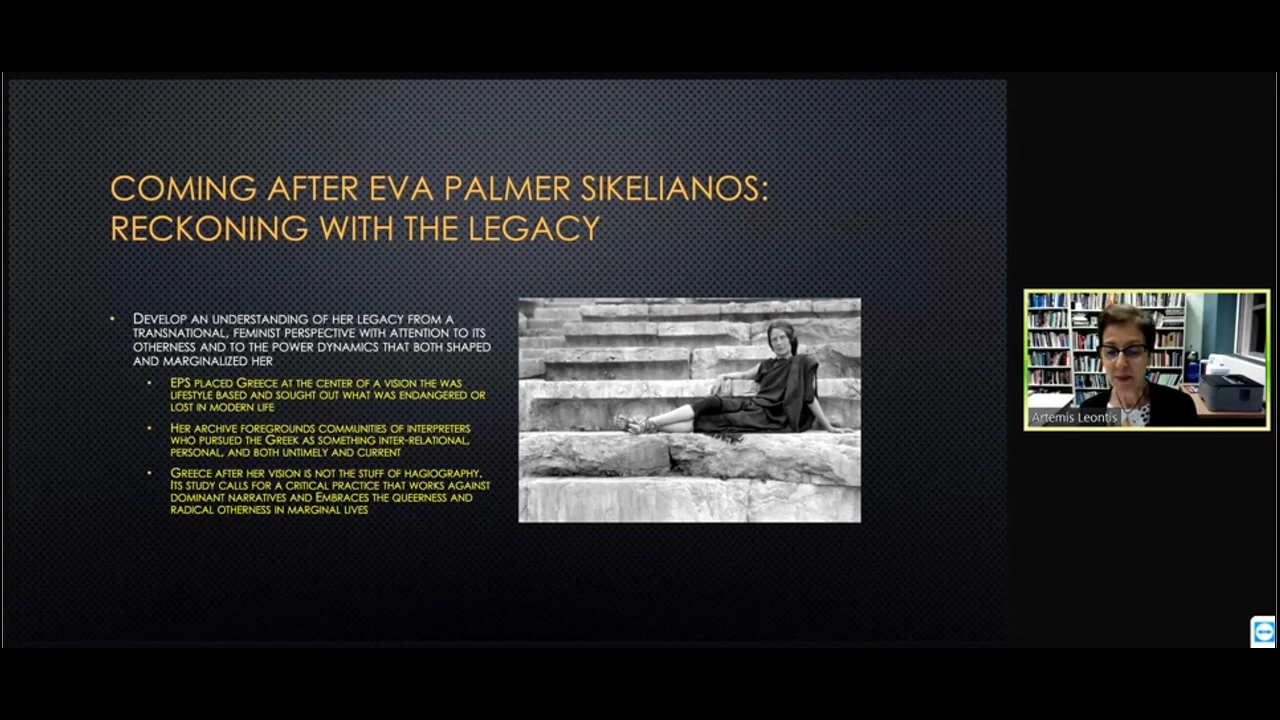 COMING AFTER EVA PALMER SIKELIANOS:
RECKONING WITH THE LEGACY
DEVELOP AN UNDERSTANDING OF HER LEGACY FROM A
TRANSNATIONAL, FEMINIST PERSPECTIVE WITH ATTENTION TO ITS
OTHERNESS AND TO THE POWER DYNAMICS THAT BOTH SHAPED
AND MARGINALIZED HER
EPS PLACED GREECE AT THE CENTER OF A VISION THE WAS
LIFESTYLE BASED AND SOUGHT OUT WHAT WAS ENDANGERED OR
LOST IN MODERN LIFE
HER ARCHIVE FOREGROUNDS COMMUNITIES OF INTERPRETERS
WHO PURSUED THE GREEK AS SOMETHING INTER-RELATIONAL,
PERSONAL, AND BOTH UNTIMELY AND CURRENT
GREECE AFTER HER VISION IS NOT THE STUFF OF HAGIOGRAPHY.
ITS STUDY CALLS FOR A CRITICAL PRACTICE THAT WORKS AGAINST
DOMINANT NARRATIVES AND EMBRACES THE QUEERNESS AND
RADICAL OTHERNESS IN MARGINAL LIVES
Artemis Leontis